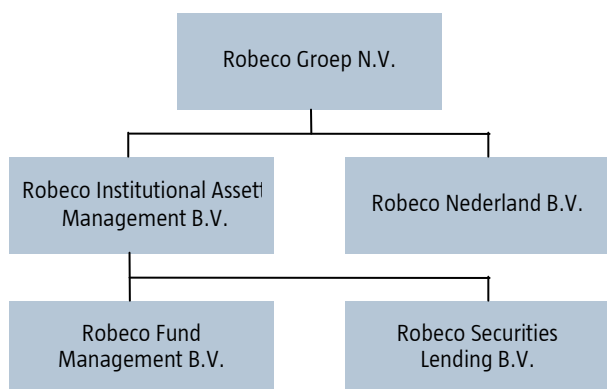 Robeco Groep N.V.
Robeco Institutional Asset
Management B.V.
Robeco Nederland B.V.
Robeco Fund
Management B.V.
Robeco Securities
Lending B.V.